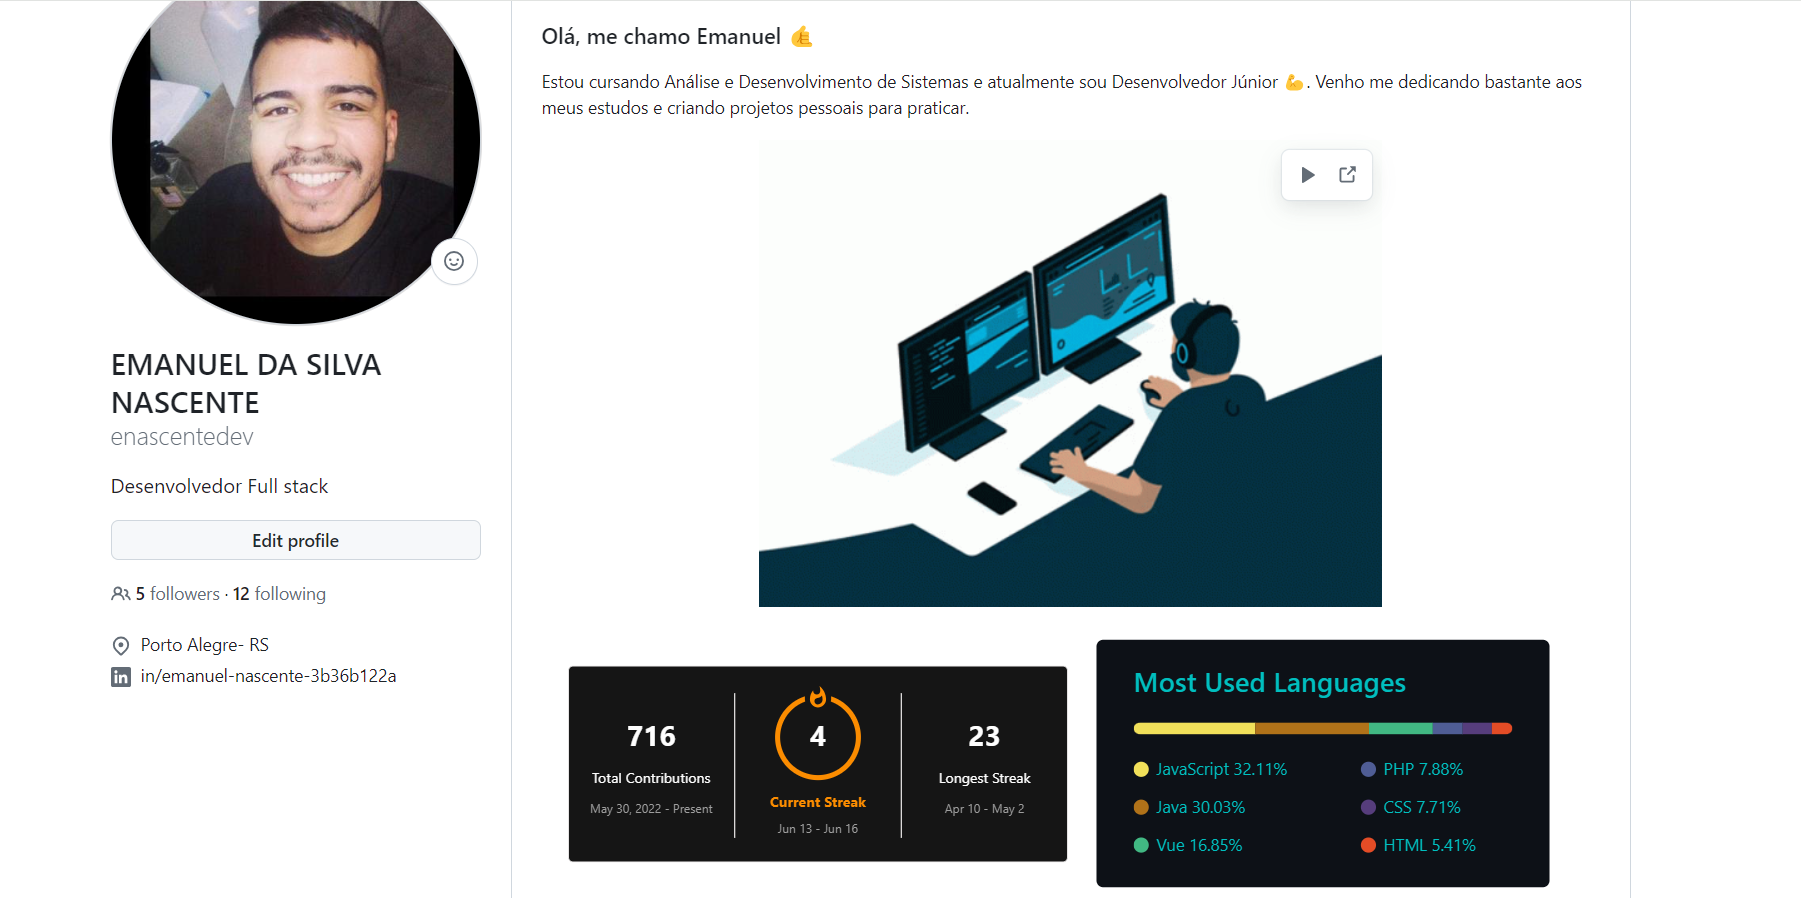 EMANUEL DA SILVA
NASCENTE
enascentedev
Desenvolvedor Full stack
Edit profile
5 followers · 12 following
Porto Alegre- RS
in/emanuel-nascente-3b36b122a
Olá, me chamo Emanuel 🤙
Estou cursando Análise e Desenvolvimento de Sistemas e atualmente sou Desenvolvedor Júnior 💪. Venho me dedicando bastante aos
meus estudos e criando projetos pessoais para praticar.
716
Total Contributions
May 30, 2022 - Present
4
Current Streak
Jun 13 - Jun 16
23
Longest Streak
Apr 10 - May 2
Most Used Languages
JavaScript 32.11%
Java 30.03%
Vue 16.85%
PHP 7.88%
CSS 7.71%
HTML 5.41%